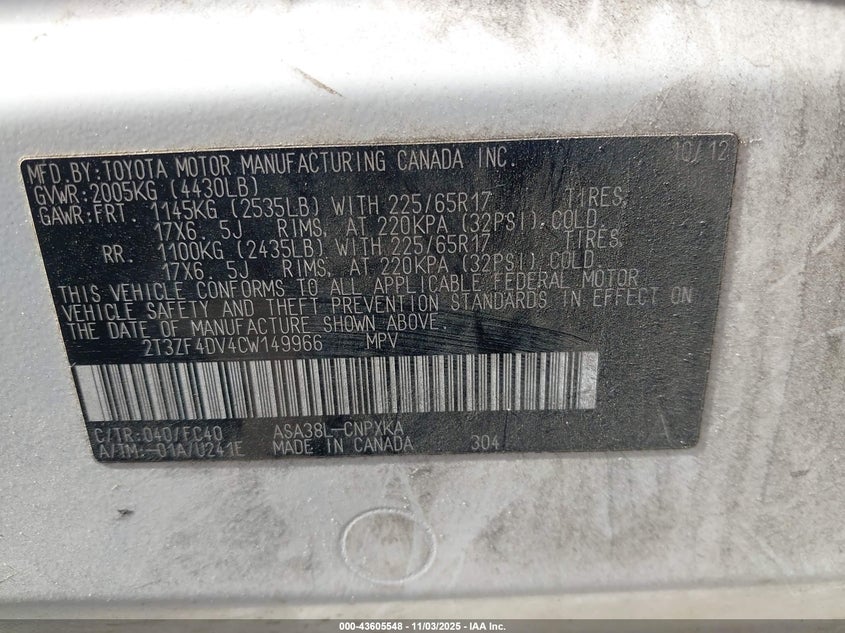 MFD.BY:TOYOTA MOTOR MANUFACTURING CANADA INC. 10/12
GVWR:2005KG (4430LB)
GAWR:FRT. 1145KG (2535LB) WITH 225/65R17 TIRES,
17X6. 5J RIMS, AT 220KPA (32PSI),COLD,
RR. 1100KG (2435LB) WITH 225/65R17 TIRES,
17X6. 5J RIMS, AT 220KPA (32PSI) COLD
THIS VEHICLE CONFORMS TO ALL APPLICABLE FEDERAL MOTOR
VEHICLE SAFETY AND THEFT PREVENTION STANDARDS IN EFFECT ON
THE DATE OF MANUFACTURE SHOWN ABOVE.
2T3ZF4DV4CW149966 MPV
C/TR:040/FC40 ASA38L-CNPXKA
A/TM:-01A/U241E MADE IN CANADA 304
000-43605548 - 11/03/2025 - IAA Inc.